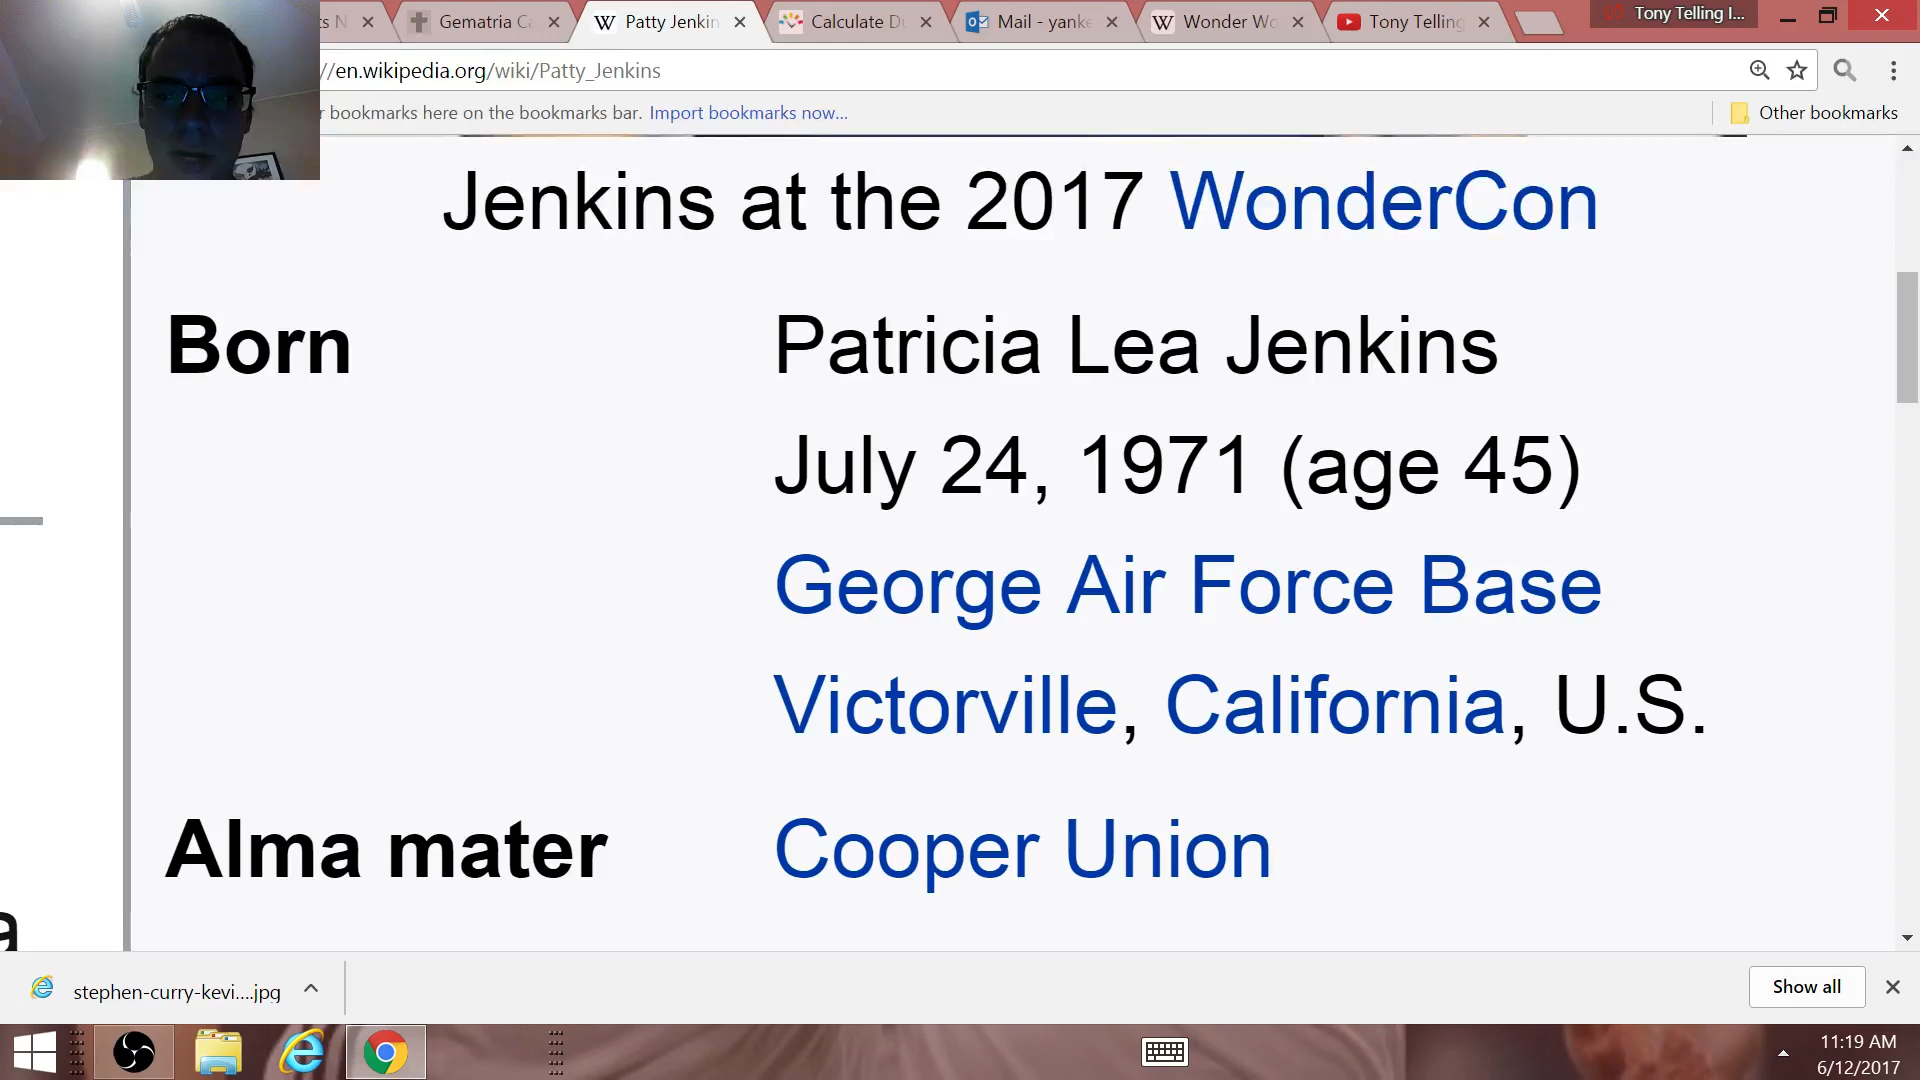 ts N
Gematria Ca
Patty Jenkin
Calculate Du
Mail - yanke
Wonder Wo
Tony Telling
Tony Telling I...
//en.wikipedia.org/wiki/Patty_Jenkins
r bookmarks here on the bookmarks bar. Import bookmarks now...
Other bookmarks
Jenkins at the 2017 WonderCon
Born
Patricia Lea Jenkins
July 24, 1971 (age 45)
George Air Force Base
Victorville, California, U.S.
Alma mater
Cooper Union
a
stephen-curry-kevi....jpg
Show all
11:19 AM
6/12/2017